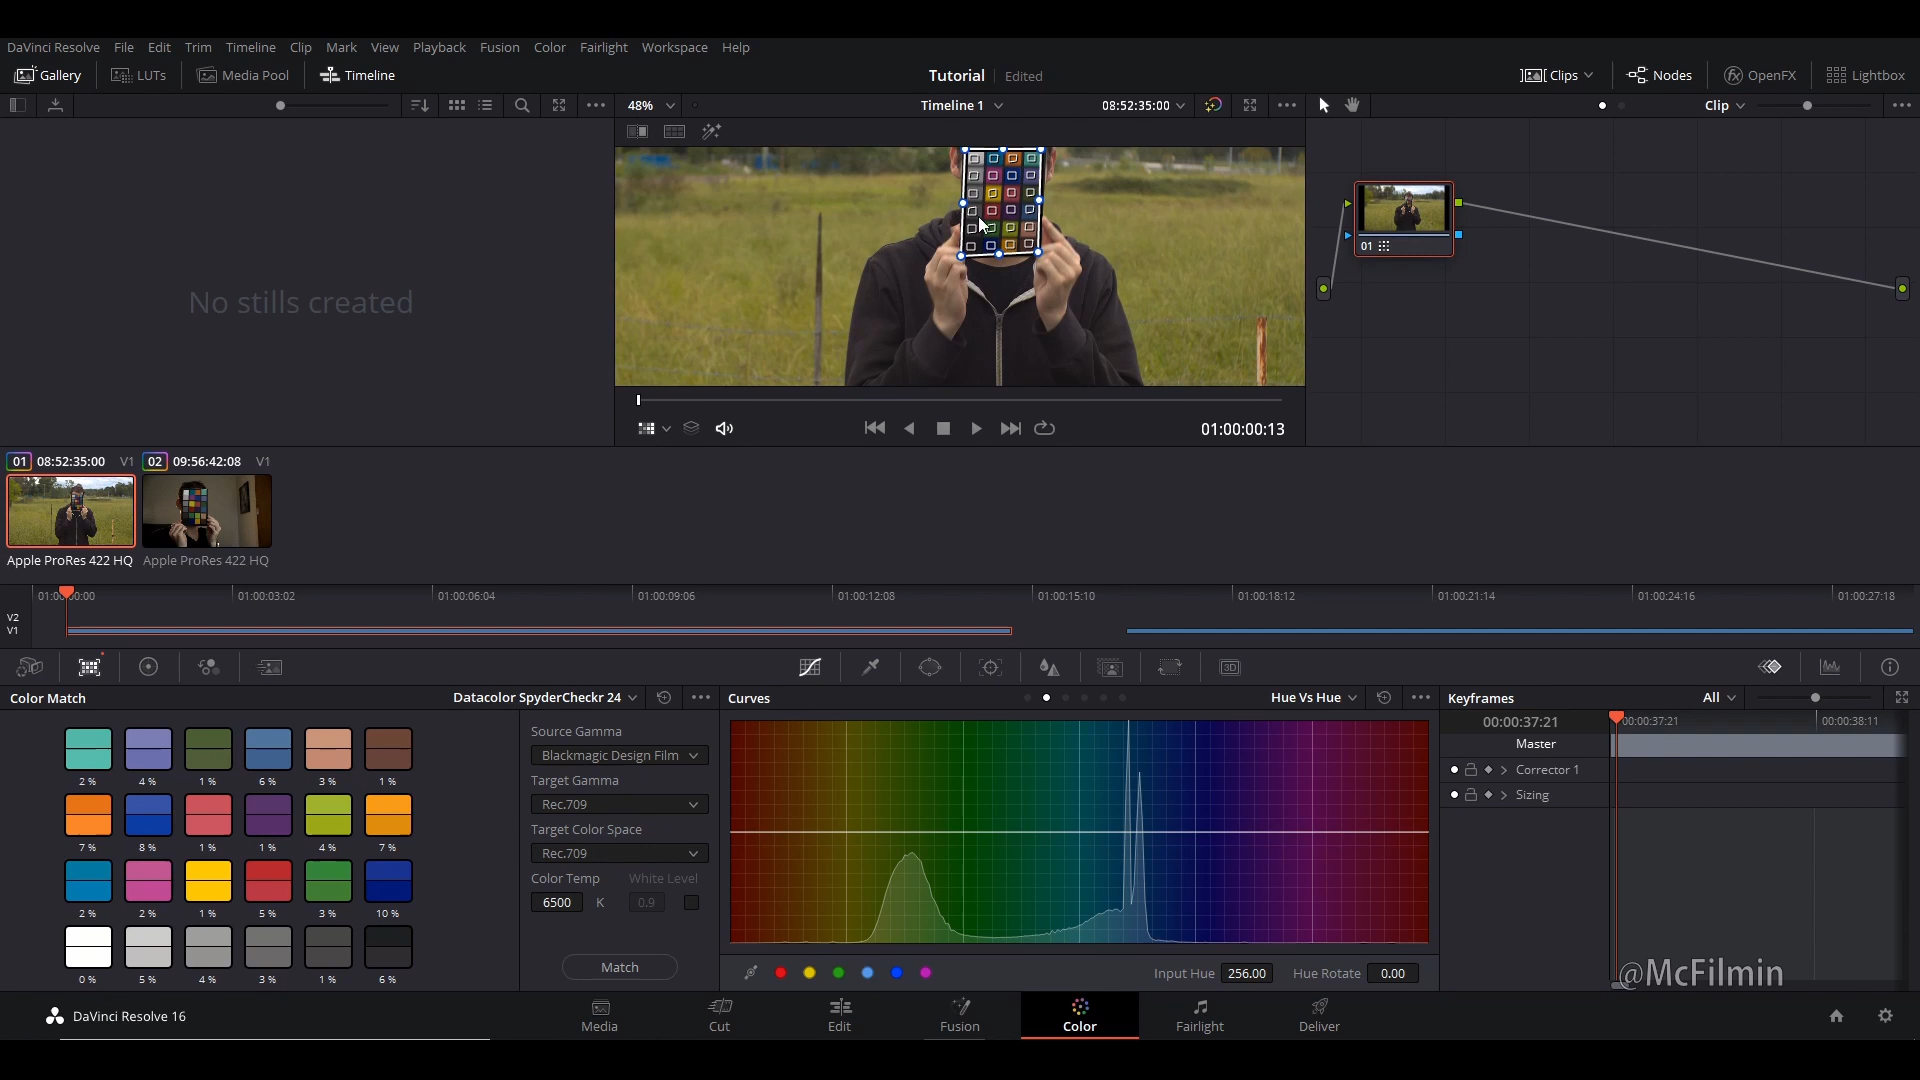 DaVinci Resolve File Edit Trim Timeline Clip Mark View Playback Fusion Color Fairlight Workspace Help
Gallery LUTs Media Pool Timeline Tutorial Edited Clips Nodes OpenFX Lightbox
48% Timeline 1 08:52:35:00 Clip
No stills created
01
01:00:00:13
01 08:52:35:00 V1 02 09:56:42:08 V1
Apple ProRes 422 HQ Apple ProRes 422 HQ
01:00:00:00 01:00:03:02 01:00:06:04 01:00:09:06 01:00:12:08 01:00:15:10 01:00:18:12 01:00:21:14 01:00:24:16 01:00:27:18
V2
V1
3D
Color Match Datacolor SpyderCheckr 24 Curves Hue Vs Hue Keyframes All
Source Gamma
Blackmagic Design Film
Target Gamma
Rec.709
Target Color Space
Rec.709
Color Temp White Level
6500 K 0.9
Match
2 % 4 % 1 % 6 % 3 % 1 %
7 % 8 % 1 % 1 % 4 % 7 %
2 % 2 % 1 % 5 % 3 % 10 %
0 % 5 % 4 % 3 % 1 % 6 %
Input Hue 256.00 Hue Rotate 0.00
00:00:37:21 00:00:37:21 00:00:38:11
Master
Corrector 1
Sizing
@McFilmin
DaVinci Resolve 16
Media Cut Edit Fusion Color Fairlight Deliver